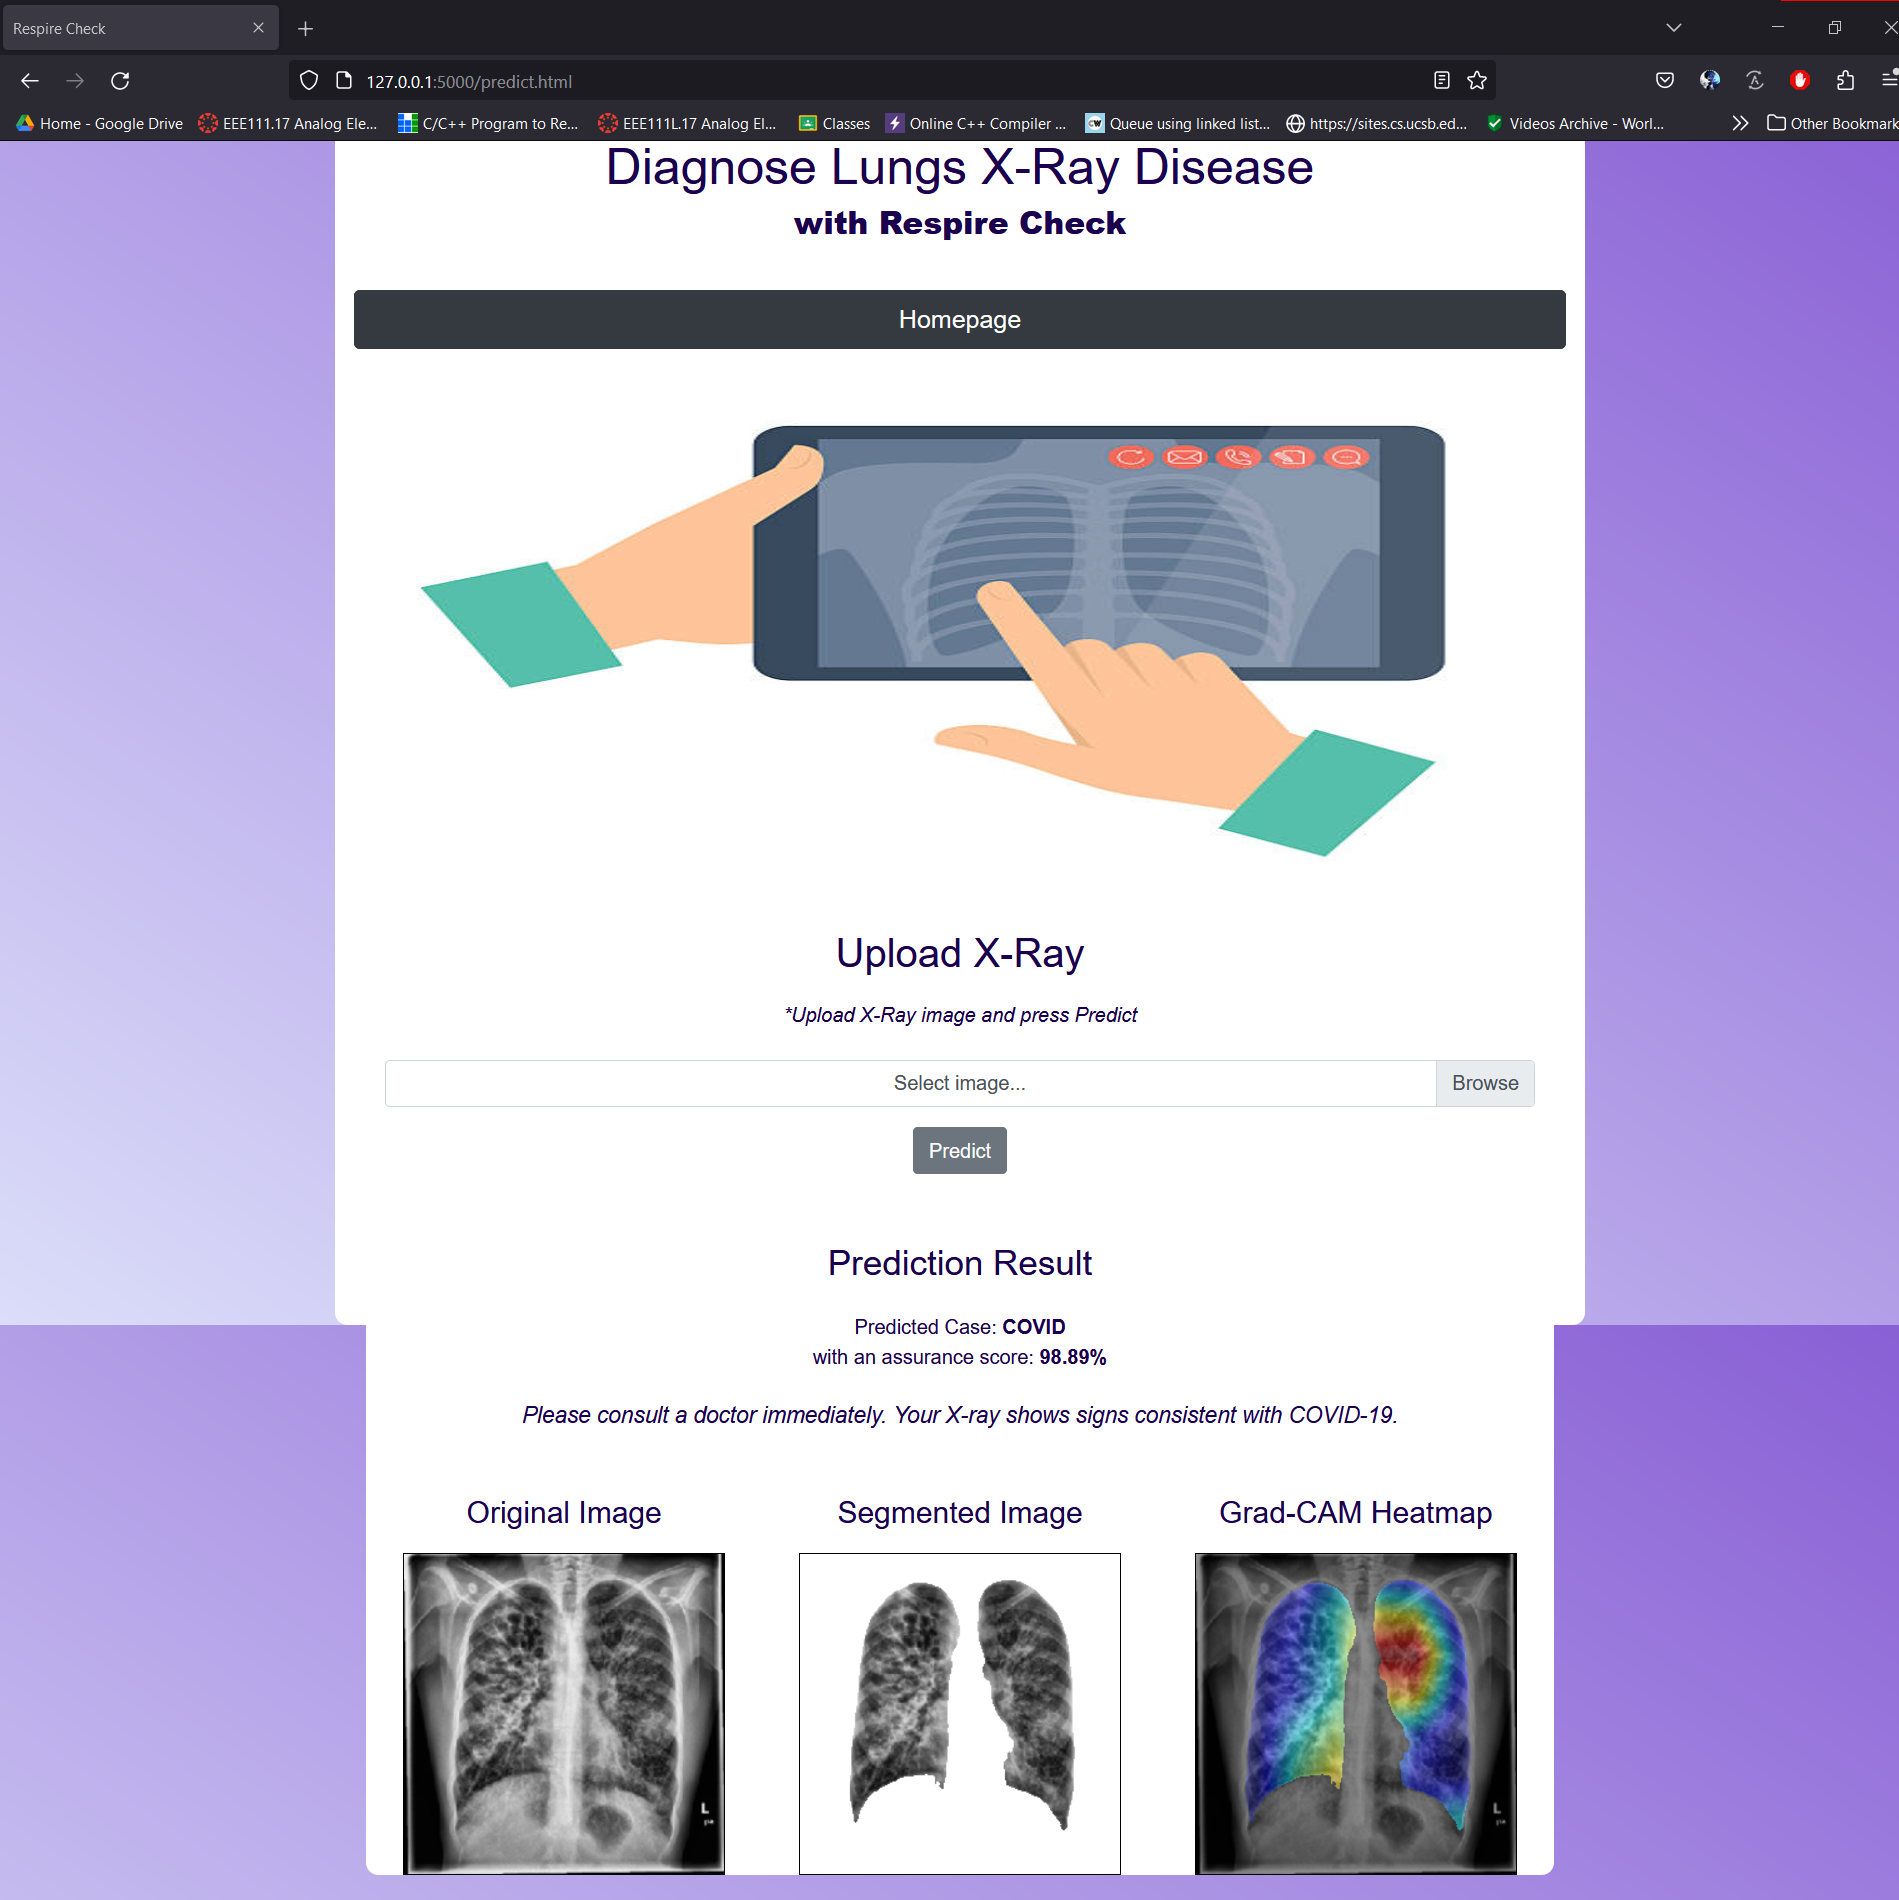 Respire Check
127.0.0.1:5000/predict.html
Home - Google Drive
EEE111.17 Analog Ele...
C/C++ Program to Re...
EEE111L.17 Analog El...
Classes
Online C++ Compiler ...
Queue using linked list...
https://sites.cs.ucsb.ed...
Videos Archive - Worl...
Other Bookmark
Diagnose Lungs X-Ray Disease
with Respire Check
Homepage
Upload X-Ray
*Upload X-Ray image and press Predict
Select image...
Browse
Predict
Prediction Result
Predicted Case: COVID
with an assurance score: 98.89%
Please consult a doctor immediately. Your X-ray shows signs consistent with COVID-19.
Original Image
Segmented Image
Grad-CAM Heatmap
L
L